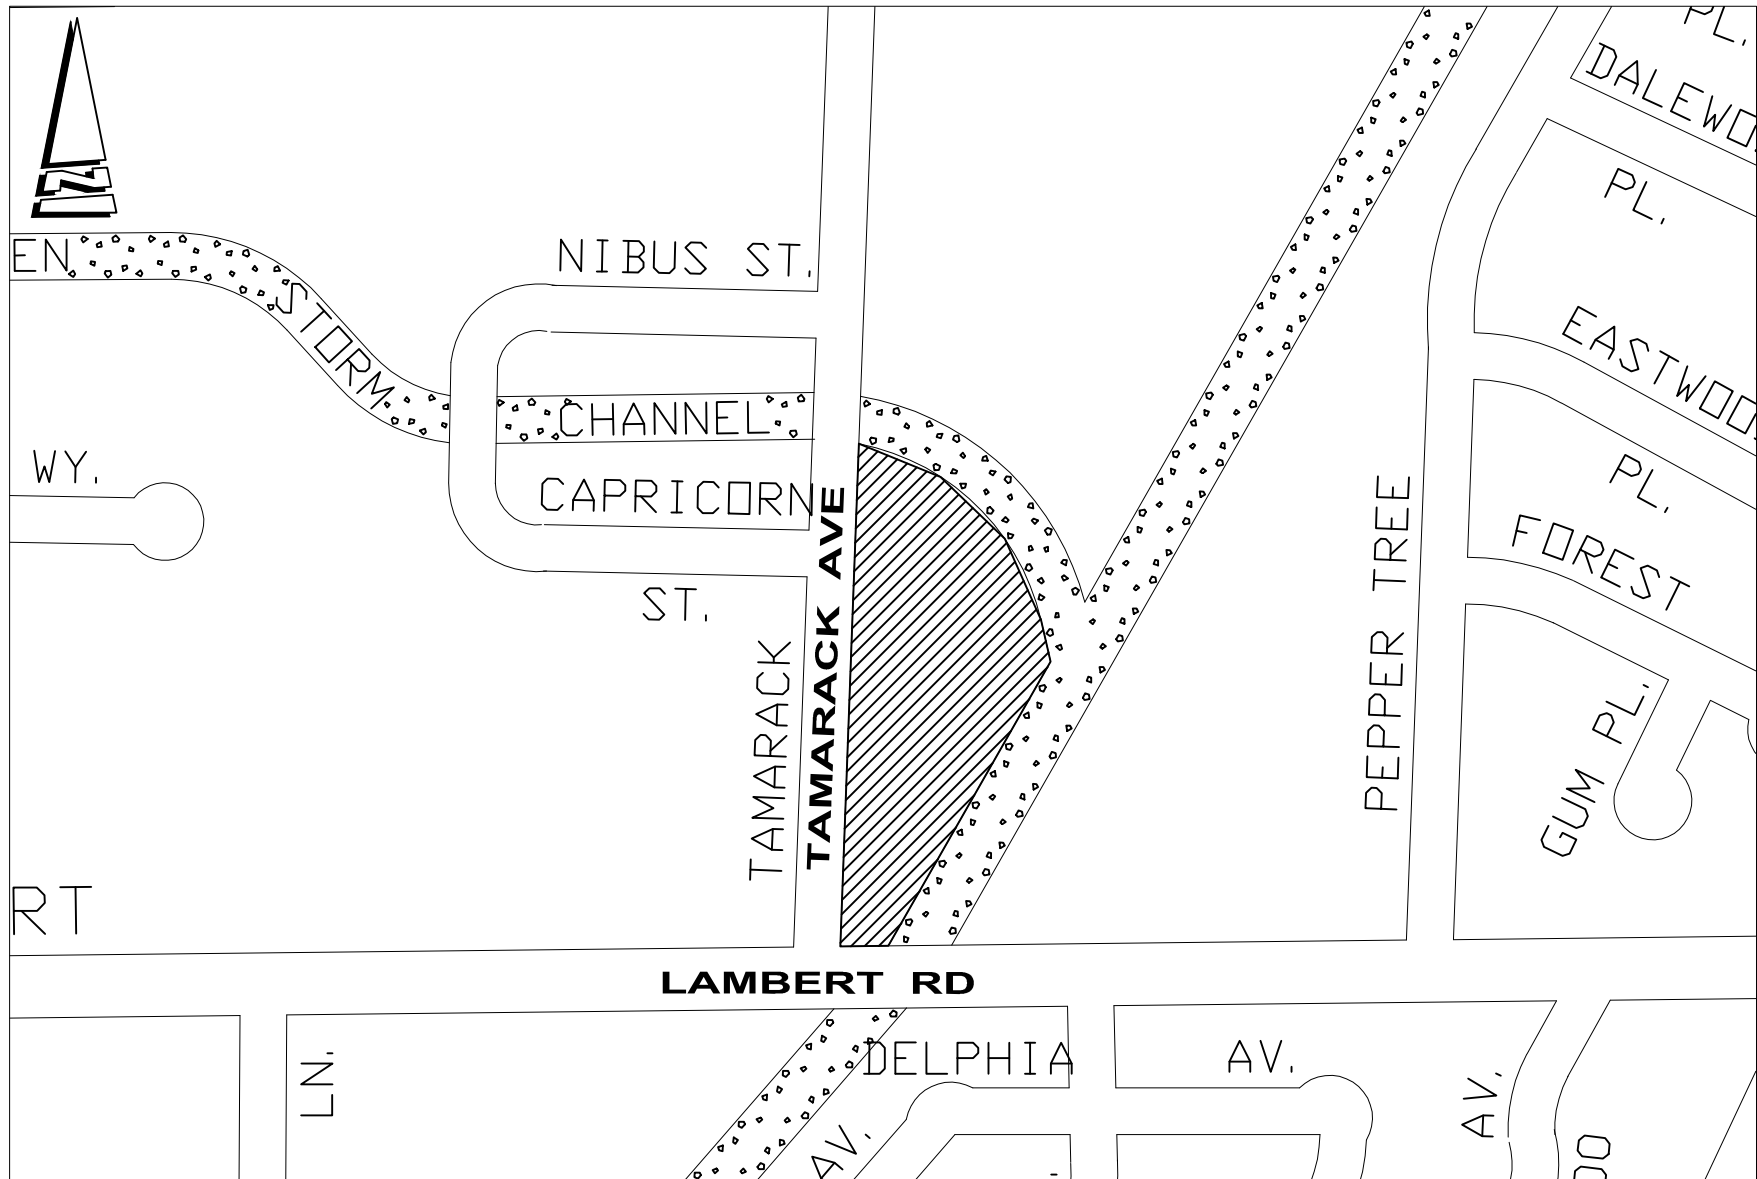 PL.
DALEWO
N
PL.
EN
STORM
CHANNEL
NIBUS ST.
EASTWOO
PL.
WY.
CAPRICORN
ST.
FOREST
TAMARACK
TAMARACK AVE
PEPPER TREE
GUM PL.
RT
LAMBERT RD
DELPHIA AV.
LN.
AV.
AV.